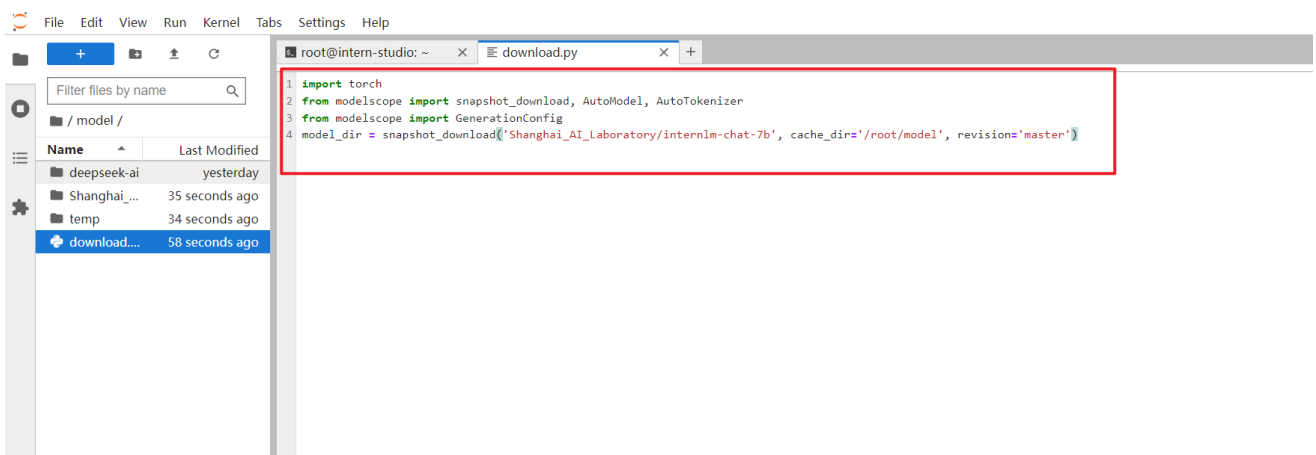 File Edit View Run Kernel Tabs Settings Help
root@intern-studio: ~
download.py
Filter files by name
/ model /
Name Last Modified
deepseek-ai yesterday
Shanghai_... 35 seconds ago
temp 34 seconds ago
download.... 58 seconds ago
1 import torch
2 from modelscope import snapshot_download, AutoModel, AutoTokenizer
3 from modelscope import GenerationConfig
4 model_dir = snapshot_download('Shanghai_AI_Laboratory/internlm-chat-7b', cache_dir='/root/model', revision='master')